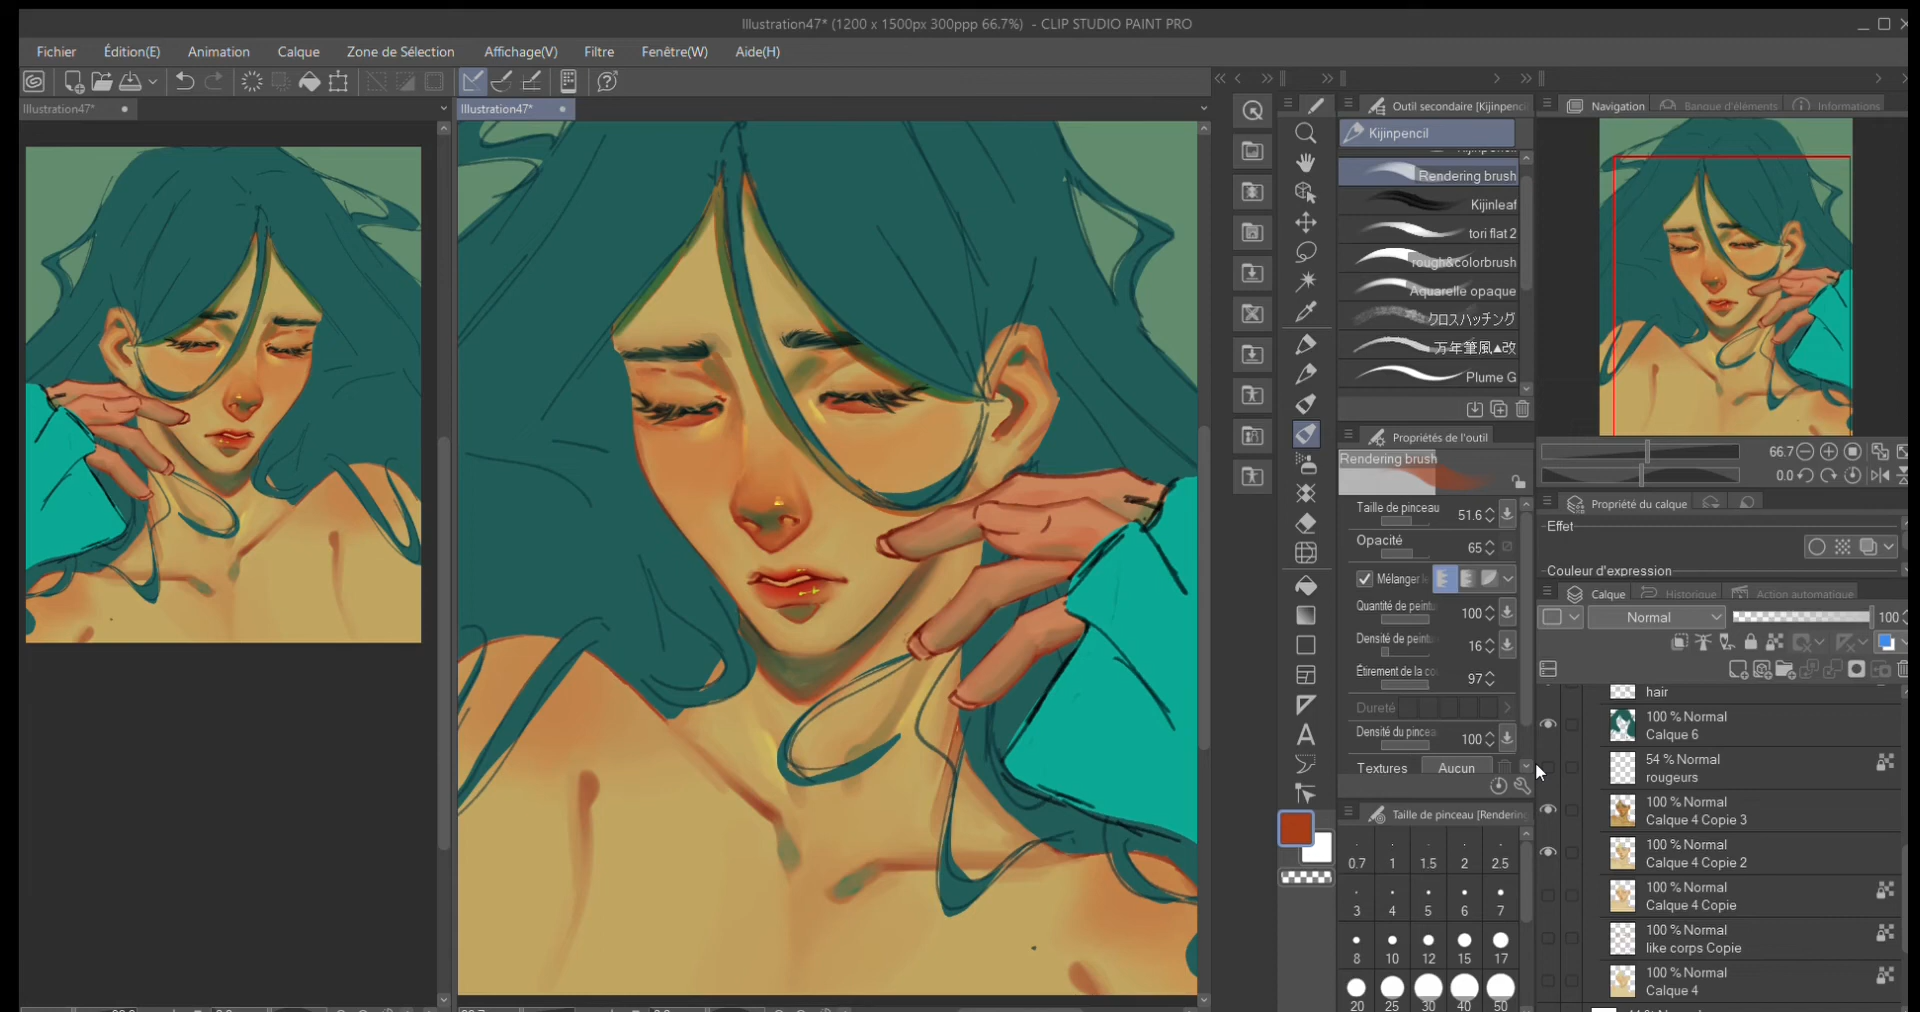 Illustration47* (1200 x 1500px 300ppp 66.7%) - CLIP STUDIO PAINT PRO
Fichier Édition(E) Animation Calque Zone de Sélection Affichage(V) Filtre Fenêtre(W) Aide(H)
Illustration47*
Illustration47*
Outil secondaire [Kijinpenc
Kijinpencil
Rendering brush
Kijinleaf
tori flat 2
rough&colorbrush
Aquarelle opaque
クロスハッチング
万年筆風▲改
Plume G
Propriétés de l'outil
Rendering brush
Taille de pinceau 51.6
Opacité 65
Mélanger le
Quantité de peintu 100
Densité de peintu 16
Étirement de la co 97
Dureté
Densité du pincea 100
Textures Aucun
Taille de pinceau [Renderin
0.7 1 1.5 2 2.5
3 4 5 6 7
8 10 12 15 17
20 25 30 40 50
A
Navigation Banque d'éléments Informations
66.7
0.0
Propriété du calque
Effet
Couleur d'expression
Calque Historique Action automatique
Normal 100
hair
100 % Normal
Calque 6
54 % Normal
rougeurs
100 % Normal
Calque 4 Copie 3
100 % Normal
Calque 4 Copie 2
100 % Normal
Calque 4 Copie
100 % Normal
like corps Copie
100 % Normal
Calque 4